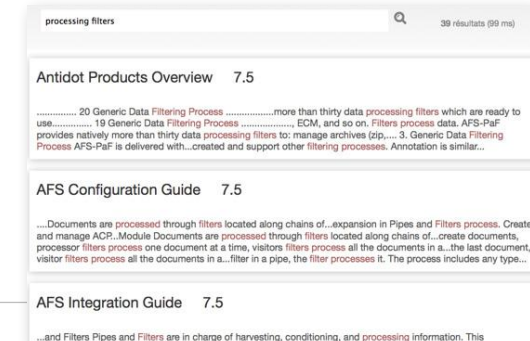 processing filters
39 résultats (99 ms)
Antidot Products Overview 7.5
............... 20 Generic Data Filtering Process ...................more than thirty data processing filters which are ready to
use.............. 19 Generic Data Filtering Process .................., ECM, and so on. Filters process data. AFS-PaF
provides natively more than thirty data processing filters to: manage archives (zip,.... 3. Generic Data Filtering
Process AFS-PaF is delivered with...created and support other filtering processes. Annotation is similar...
AFS Configuration Guide 7.5
....Documents are processed through filters located along chains of...expansion in Pipes and Filters process. Create
and manage ACP...Module Documents are processed through filters located along chains of...create documents,
processor filters process one document at a time, visitors filters process all the documents in a...the last document,
visitor filters process all the documents in a...filter in a pipe, the filter processes it. The process includes any type...
AFS Integration Guide 7.5
...and Filters Pipes and Filters are in charge of harvesting, conditioning, and processing information. This